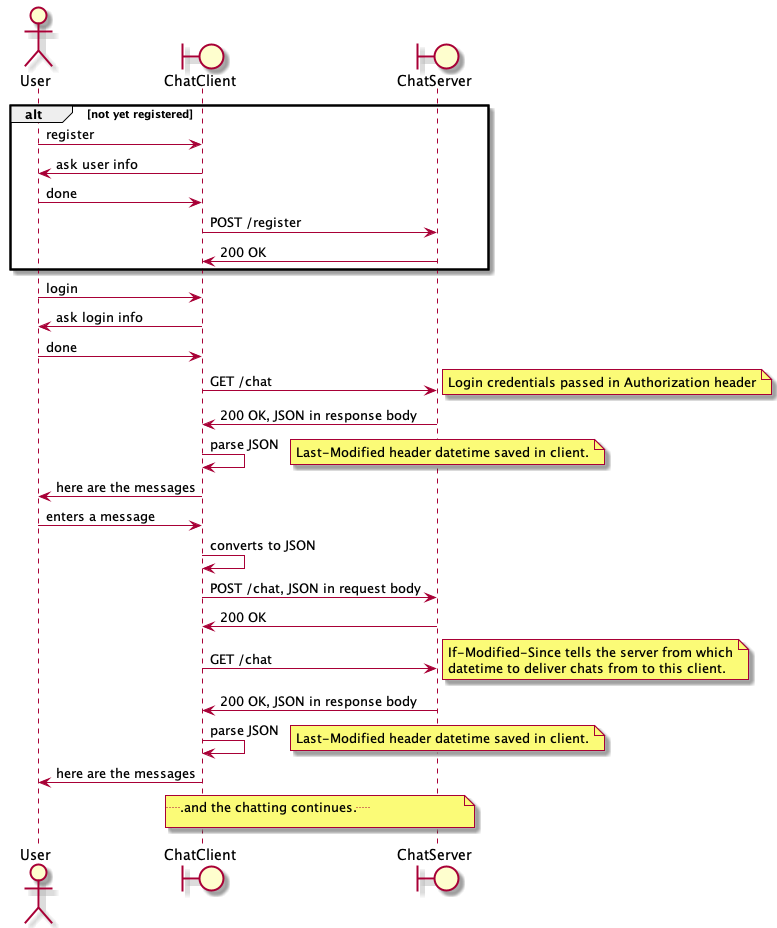 User
ChatClient
ChatServer
alt
[not yet registered]
register
ask user info
done
POST /register
200 OK
login
ask login info
done
GET /chat
Login credentials passed in Authorization header
200 OK, JSON in response body
parse JSON
Last-Modified header datetime saved in client.
here are the messages
enters a message
converts to JSON
POST /chat, JSON in request body
200 OK
GET /chat
If-Modified-Since tells the server from which
datetime to deliver chats from to this client.
200 OK, JSON in response body
parse JSON
Last-Modified header datetime saved in client.
here are the messages
.and the chatting continues.
User
ChatClient
ChatServer